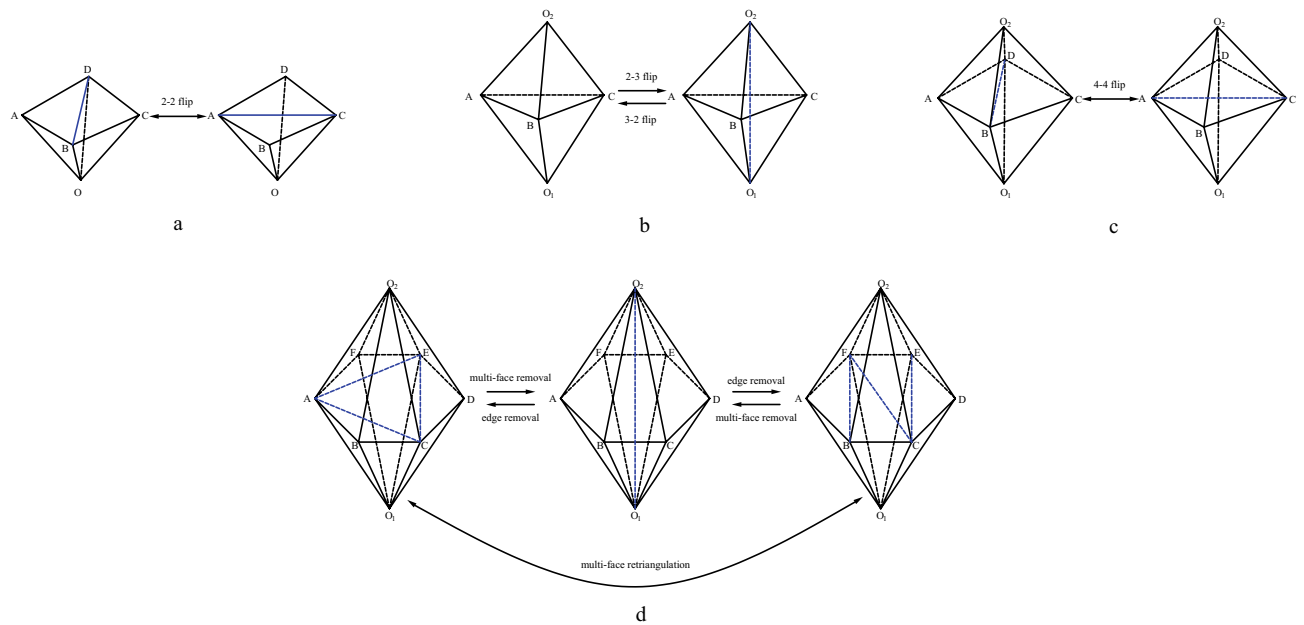 D
A
B
C
O
2-2 flip
D
A
B
C
O
a
O₂
A
B
C
O₁
2-3 flip
3-2 flip
O₂
A
B
C
O₁
b
O₂
D
A
B
C
O₁
4-4 flip
O₂
D
A
B
C
O₁
c
O₂
F
E
A
D
B
C
O₁
multi-face removal
edge removal
O₂
F
E
A
D
B
C
O₁
edge removal
multi-face removal
O₂
F
E
A
D
B
C
O₁
multi-face retriangulation
d